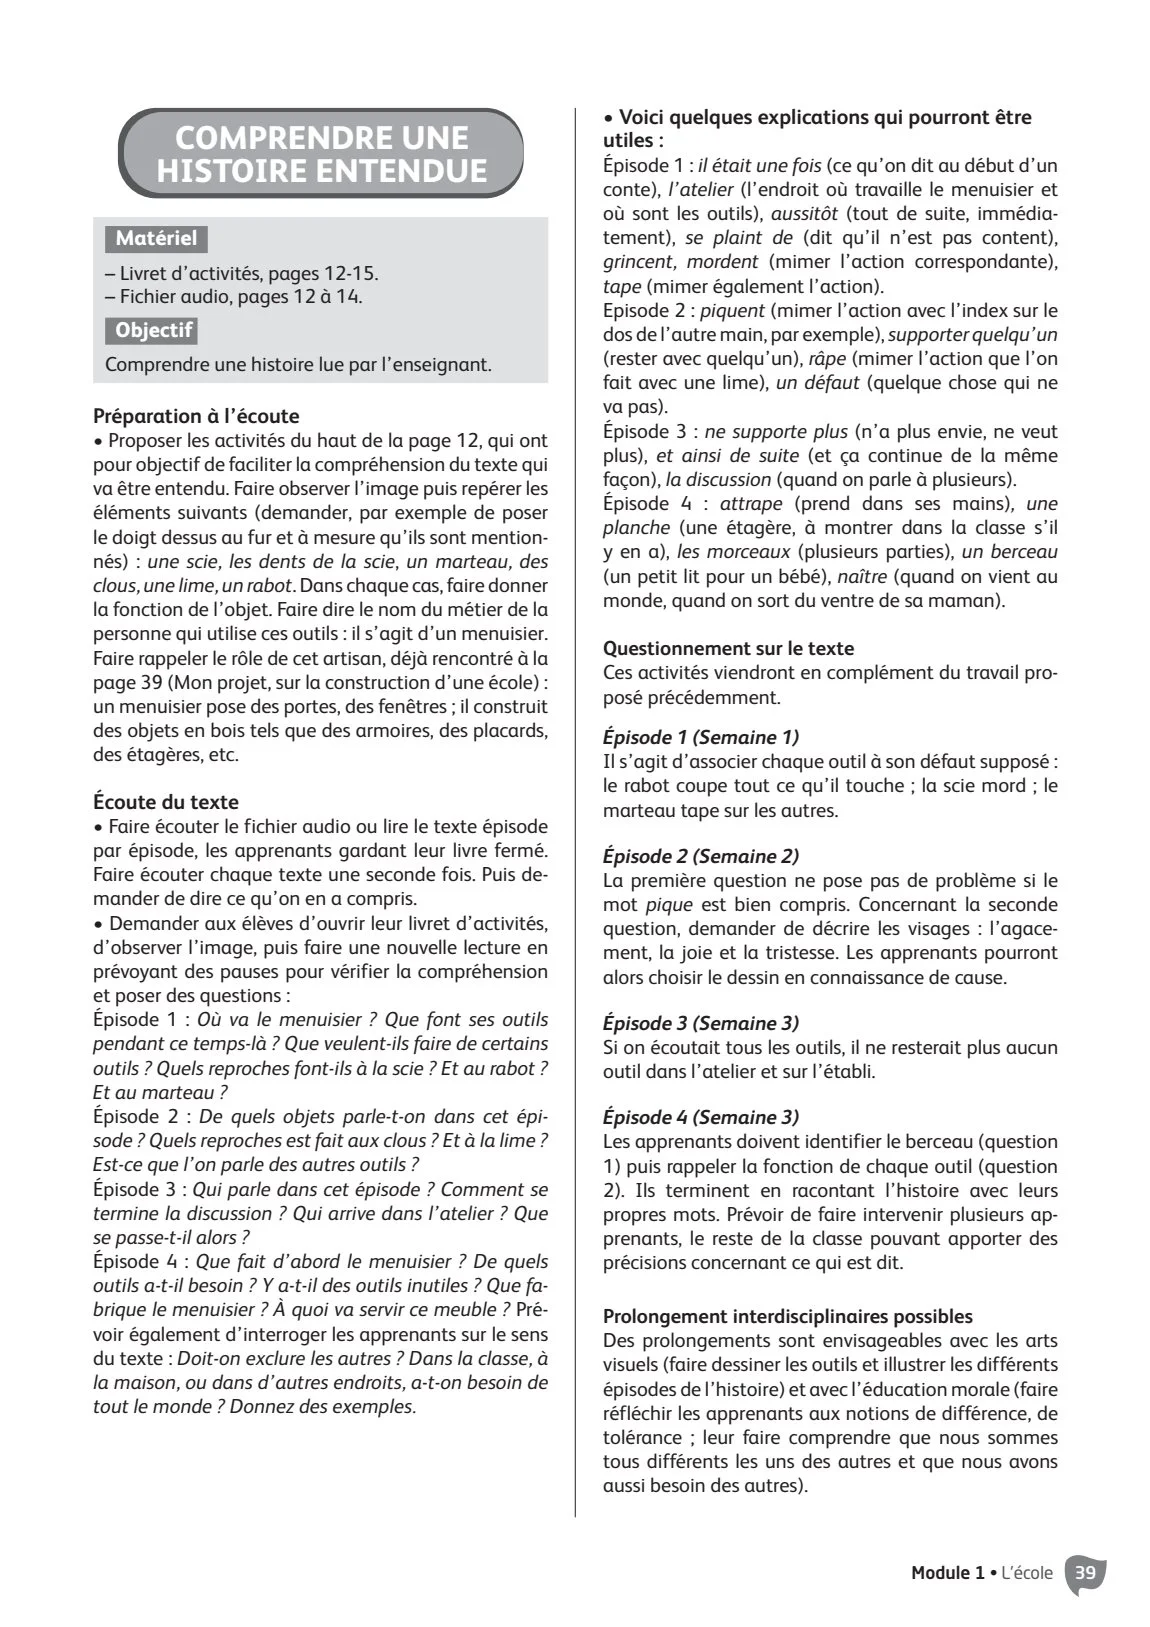 COMPRENDRE UNE
HISTOIRE ENTENDUE
Matériel
– Livret d’activités, pages 12-15.
– Fichier audio, pages 12 à 14.
Objectif
Comprendre une histoire lue par l’enseignant.
Préparation à l’écoute
• Proposer les activités du haut de la page 12, qui ont
pour objectif de faciliter la compréhension du texte qui
va être entendu. Faire observer l’image puis repérer les
éléments suivants (demander, par exemple de poser
le doigt dessus au fur et à mesure qu’ils sont mention-
nés) : une scie, les dents de la scie, un marteau, des
clous, une lime, un rabot. Dans chaque cas, faire donner
la fonction de l’objet. Faire dire le nom du métier de la
personne qui utilise ces outils : il s’agit d’un menuisier.
Faire rappeler le rôle de cet artisan, déjà rencontré à la
page 39 (Mon projet, sur la construction d’une école) :
un menuisier pose des portes, des fenêtres ; il construit
des objets en bois tels que des armoires, des placards,
des étagères, etc.
Écoute du texte
• Faire écouter le fichier audio ou lire le texte épisode
par épisode, les apprenants gardant leur livre fermé.
Faire écouter chaque texte une seconde fois. Puis de-
mander de dire ce qu’on en a compris.
• Demander aux élèves d’ouvrir leur livret d’activités,
d’observer l’image, puis faire une nouvelle lecture en
prévoyant des pauses pour vérifier la compréhension
et poser des questions :
Épisode 1 : Où va le menuisier ? Que font ses outils
pendant ce temps-là ? Que veulent-ils faire de certains
outils ? Quels reproches font-ils à la scie ? Et au rabot ?
Et au marteau ?
Épisode 2 : De quels objets parle-t-on dans cet épi-
sode ? Quels reproches est fait aux clous ? Et à la lime ?
Est-ce que l’on parle des autres outils ?
Épisode 3 : Qui parle dans cet épisode ? Comment se
termine la discussion ? Qui arrive dans l’atelier ? Que
se passe-t-il alors ?
Épisode 4 : Que fait d’abord le menuisier ? De quels
outils a-t-il besoin ? Y a-t-il des outils inutiles ? Que fa-
brique le menuisier ? À quoi va servir ce meuble ? Pré-
voir également d’interroger les apprenants sur le sens
du texte : Doit-on exclure les autres ? Dans la classe, à
la maison, ou dans d’autres endroits, a-t-on besoin de
tout le monde ? Donnez des exemples.
• Voici quelques explications qui pourront être
utiles :
Épisode 1 : il était une fois (ce qu’on dit au début d’un
conte), l’atelier (l’endroit où travaille le menuisier et
où sont les outils), aussitôt (tout de suite, immédia-
tement), se plaint de (dit qu’il n’est pas content),
grincent, mordent (mimer l’action correspondante),
tape (mimer également l’action).
Episode 2 : piquent (mimer l’action avec l’index sur le
dos de l’autre main, par exemple), supporter quelqu’un
(rester avec quelqu’un), râpe (mimer l’action que l’on
fait avec une lime), un défaut (quelque chose qui ne
va pas).
Épisode 3 : ne supporte plus (n’a plus envie, ne veut
plus), et ainsi de suite (et ça continue de la même
façon), la discussion (quand on parle à plusieurs).
Épisode 4 : attrape (prend dans ses mains), une
planche (une étagère, à montrer dans la classe s’il
y en a), les morceaux (plusieurs parties), un berceau
(un petit lit pour un bébé), naître (quand on vient au
monde, quand on sort du ventre de sa maman).
Questionnement sur le texte
Ces activités viendront en complément du travail pro-
posé précédemment.
Épisode 1 (Semaine 1)
Il s’agit d’associer chaque outil à son défaut supposé :
le rabot coupe tout ce qu’il touche ; la scie mord ; le
marteau tape sur les autres.
Épisode 2 (Semaine 2)
La première question ne pose pas de problème si le
mot pique est bien compris. Concernant la seconde
question, demander de décrire les visages : l’agace-
ment, la joie et la tristesse. Les apprenants pourront
alors choisir le dessin en connaissance de cause.
Épisode 3 (Semaine 3)
Si on écoutait tous les outils, il ne resterait plus aucun
outil dans l’atelier et sur l’établi.
Épisode 4 (Semaine 3)
Les apprenants doivent identifier le berceau (question
1) puis rappeler la fonction de chaque outil (question
2). Ils terminent en racontant l’histoire avec leurs
propres mots. Prévoir de faire intervenir plusieurs ap-
prenants, le reste de la classe pouvant apporter des
précisions concernant ce qui est dit.
Prolongement interdisciplinaires possibles
Des prolongements sont envisageables avec les arts
visuels (faire dessiner les outils et illustrer les différents
épisodes de l’histoire) et avec l’éducation morale (faire
réfléchir les apprenants aux notions de différence, de
tolérance ; leur faire comprendre que nous sommes
tous différents les uns des autres et que nous avons
aussi besoin des autres).
Module 1 • L’école 39